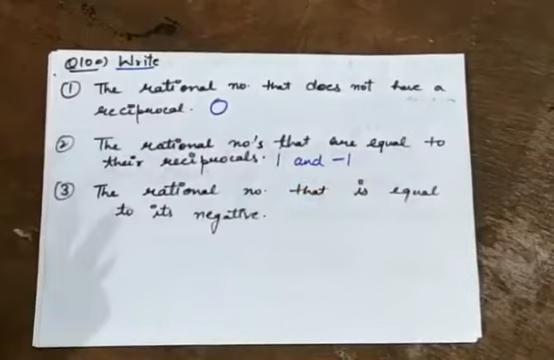 Q10o) Write
① The rational no. that does not have a
reciprocal. 0
② The rational no's that are equal to
their reciprocals. 1 and -1
③ The rational no. that is equal
to its negative.